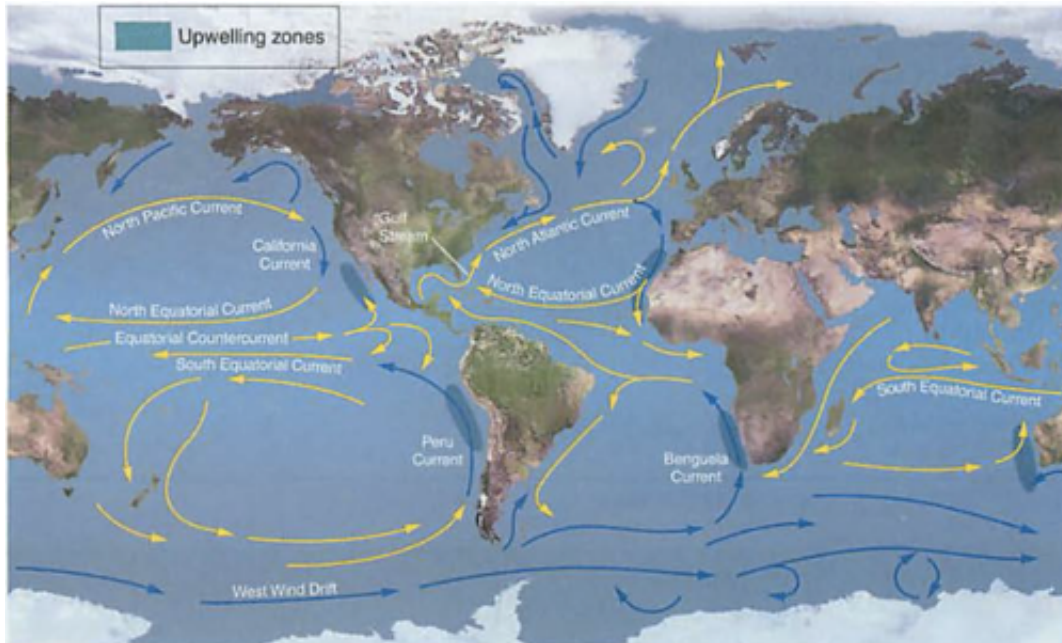 Upwelling zones
North Pacific Current
California
Current
North Equatorial Current
Equatorial Countercurrent
South Equatorial Current
Gulf
Stream
North Atlantic Current
North Equatorial Current
South Equatorial Current
Peru
Current
Benguela
Current
West Wind Drift